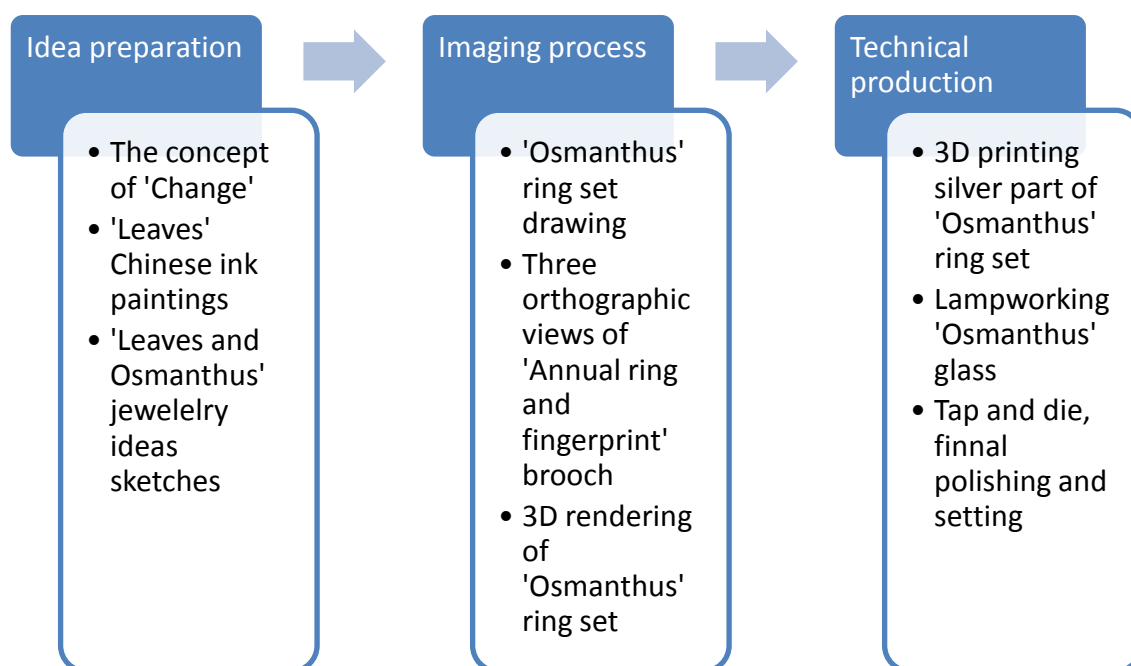 Idea preparation
• The concept
of 'Change'
• 'Leaves'
Chinese ink
paintings
• 'Leaves and
Osmanthus'
jewelelry
ideas
sketches
Imaging process
• 'Osmanthus'
ring set
drawing
• Three
orthographic
views of
'Annual ring
and
fingerprint'
brooch
• 3D rendering
of
'Osmanthus'
ring set
Technical
production
• 3D printing
silver part of
'Osmanthus'
ring set
• Lampworking
'Osmanthus'
glass
• Tap and die,
finnal
polishing and
setting